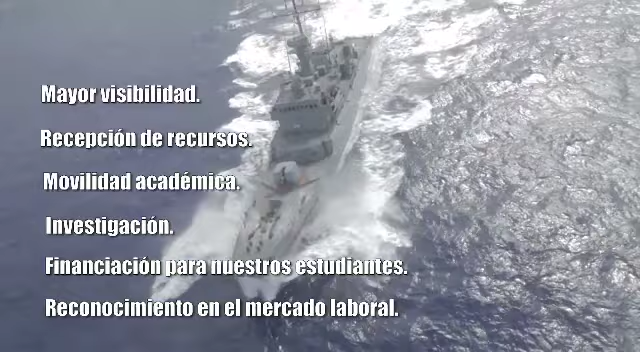 Mayor visibilidad.
Recepción de recursos.
Movilidad académica.
Investigación.
Financiación para nuestros estudiantes.
Reconocimiento en el mercado laboral.